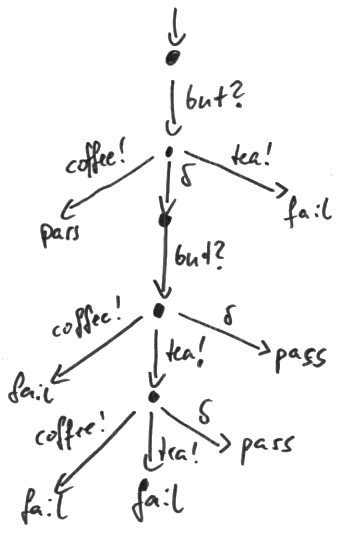 but?
coffee! δ tea!
pass fail
but?
coffee! δ
tea! pass
fail
coffee! δ
tea! pass
fail fail